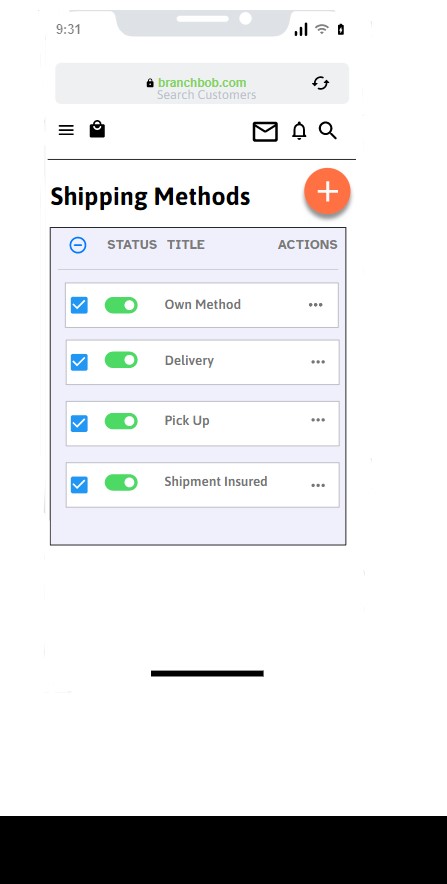 9:31
branchbob.com
Search Customers
Shipping Methods
STATUS TITLE ACTIONS
Own Method
Delivery
Pick Up
Shipment Insured